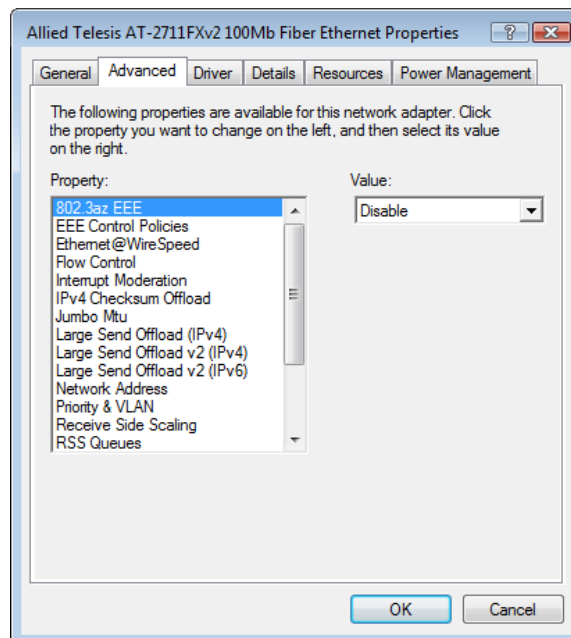 Allied Telesis AT-2711FXv2 100Mb Fiber Ethernet Properties
General Advanced Driver Details Resources Power Management
The following properties are available for this network adapter. Click
the property you want to change on the left, and then select its value
on the right.
Property:
Value:
802.3az EEE
Disable
EEE Control Policies
Ethernet@WireSpeed
Flow Control
Interrupt Moderation
IPv4 Checksum Offload
Jumbo Mtu
Large Send Offload (IPv4)
Large Send Offload v2 (IPv4)
Large Send Offload v2 (IPv6)
Network Address
Priority & VLAN
Receive Side Scaling
RSS Queues
OK
Cancel